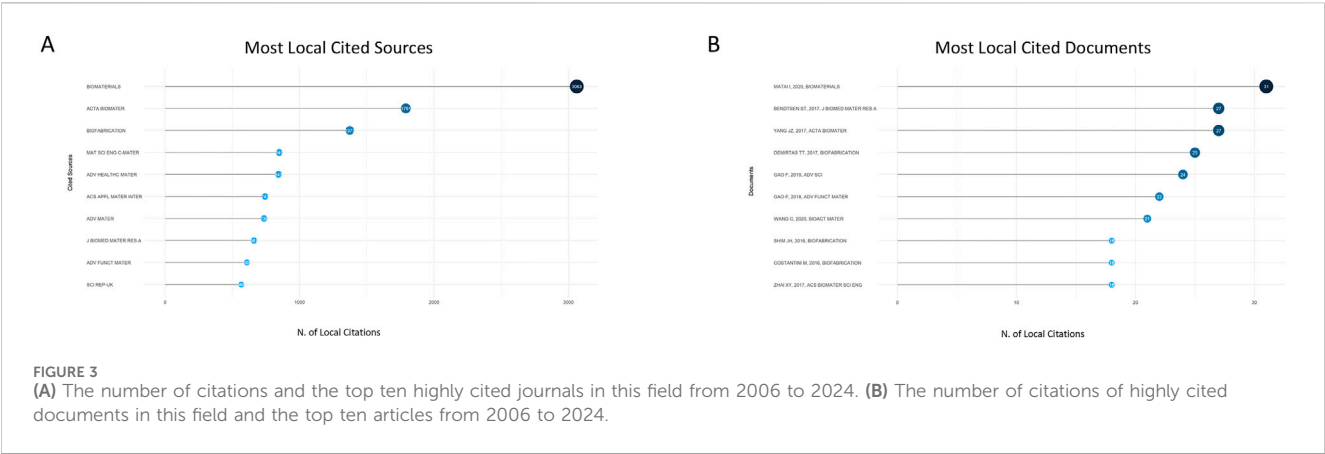 A
Most Local Cited Sources
BIOMATERIALS
3063
ACTA BIOMATER
BIOFABRICATION
MAT SCI ENG C-MATER
ADV HEALTHC MATER
ACS APPL MATER INTER
ADV MATER
J BIOMED MATER RES A
ADV FUNCT MATER
SCI REP-UK
Cited Sources
0 1000 2000 3000
N. of Local Citations
B
Most Local Cited Documents
MATAI I, 2020, BIOMATERIALS
31
BENDTSEN ST, 2017, J BIOMED MATER RES A
27
YANG JZ, 2017, ACTA BIOMATER
27
DEMIRTAS TT, 2017, BIOFABRICATION
25
GAO F, 2019, ADV SCI
24
GAO F, 2018, ADV FUNCT MATER
22
WANG C, 2020, BIOACT MATER
21
SHIM JH, 2016, BIOFABRICATION
18
COSTANTINI M, 2016, BIOFABRICATION
18
ZHAI XY, 2017, ACS BIOMATER SCI ENG
18
Documents
0 10 20 30
N. of Local Citations
FIGURE 3
(A) The number of citations and the top ten highly cited journals in this field from 2006 to 2024. (B) The number of citations of highly cited
documents in this field and the top ten articles from 2006 to 2024.